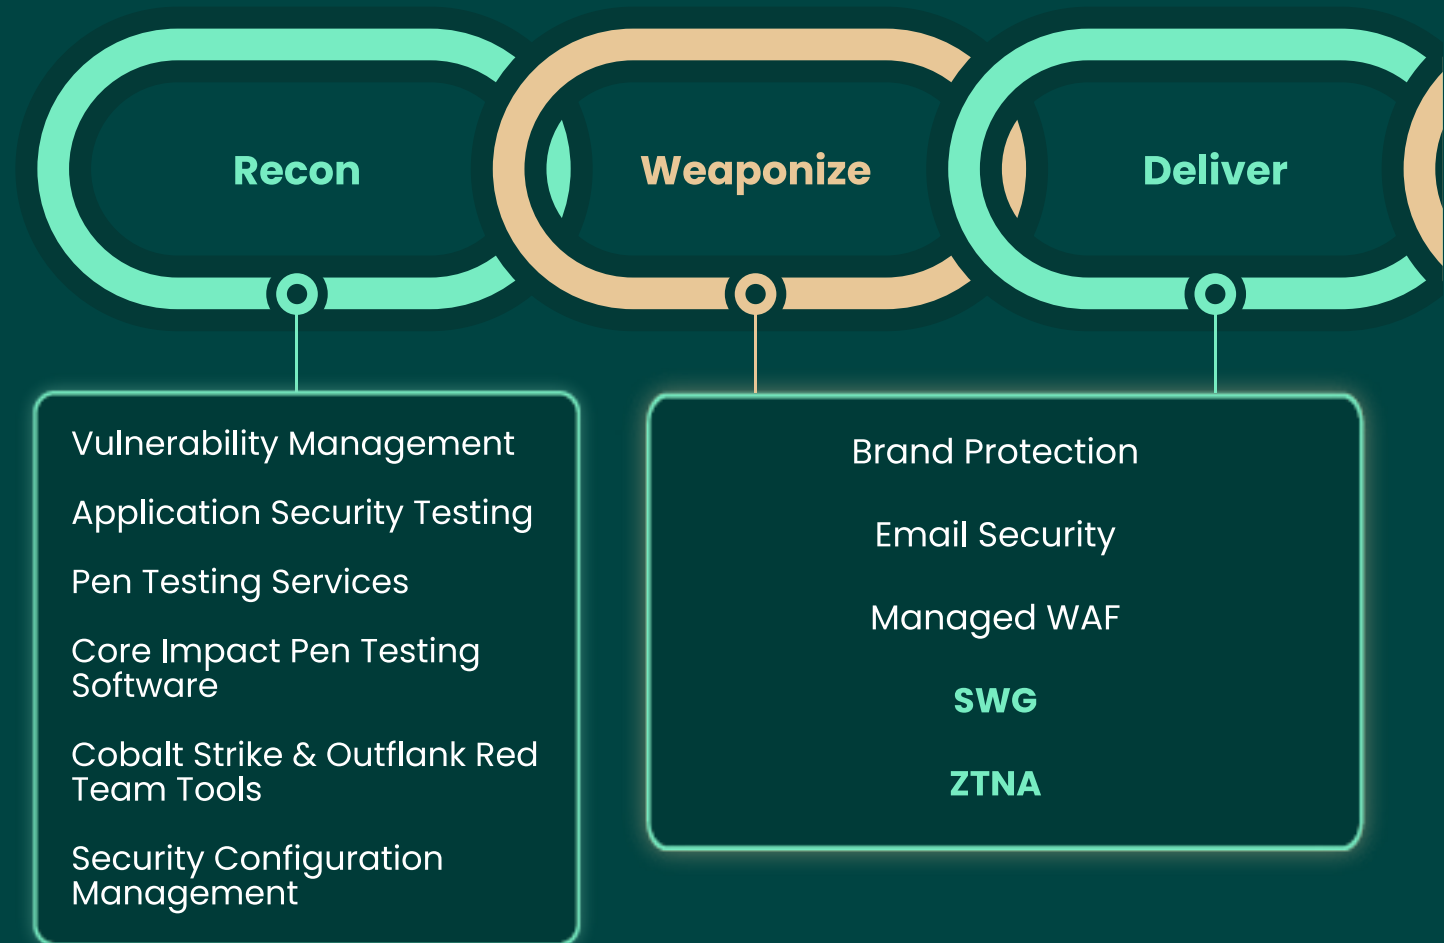 Recon
Weaponize
Deliver
Vulnerability Management
Application Security Testing
Pen Testing Services
Core Impact Pen Testing
Software
Cobalt Strike & Outflank Red
Team Tools
Security Configuration
Management
Brand Protection
Email Security
Managed WAF
SWG
ZTNA